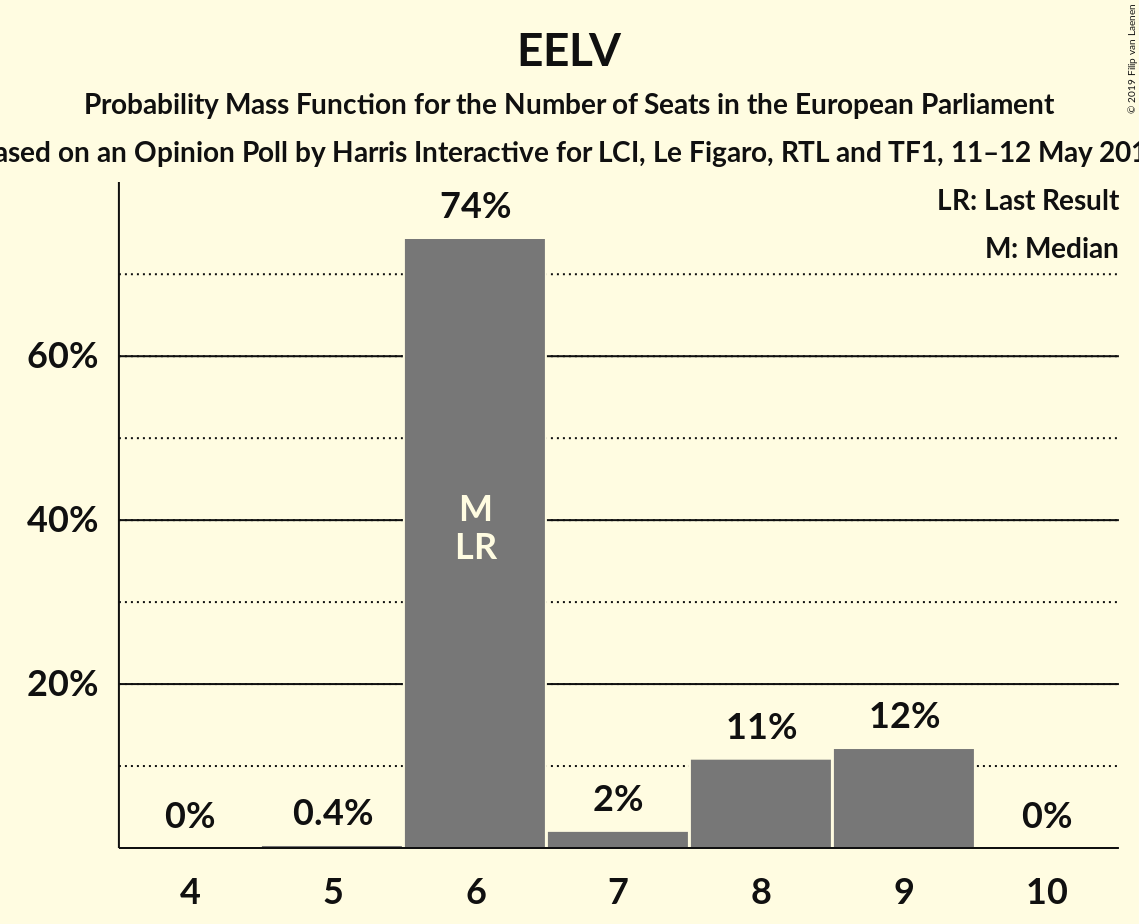 EELV
Probability Mass Function for the Number of Seats in the European Parliament
on an Opinion Poll by Harris Interactive for LCI, Le Figaro, RTL and TF1, 11–12 May
© 2019 Filip van Laenen
LR: Last Result
M: Median
74%
60%
40%
20%
M
LR
0%
0.4%
2%
11%
12%
0%
4 5 6 7 8 9 10